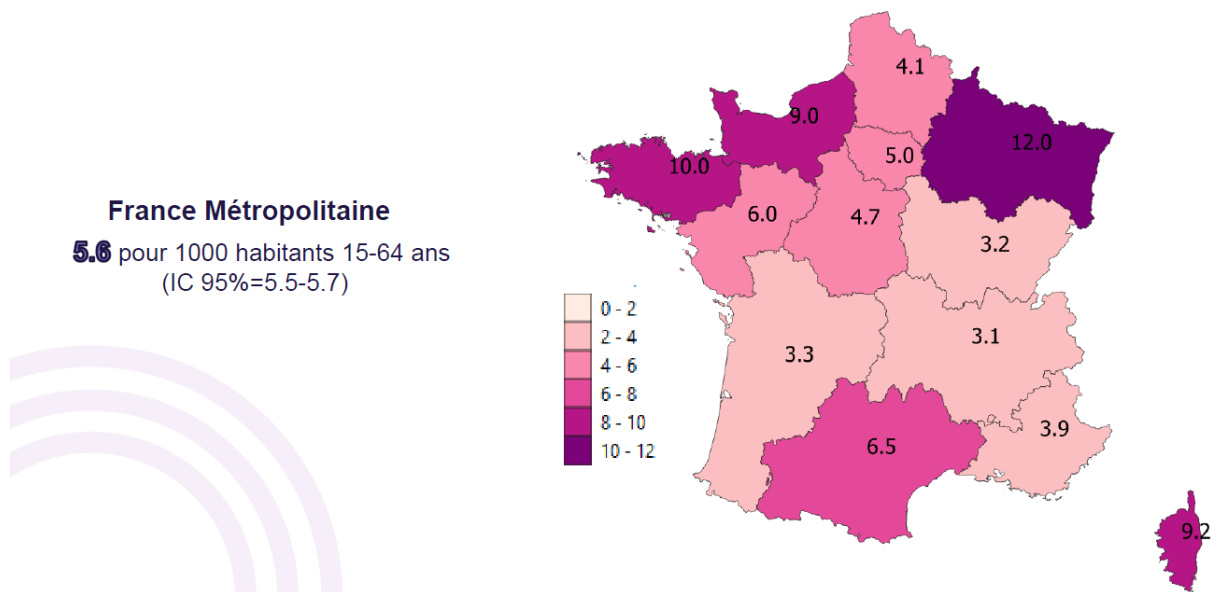 France Métropolitaine
5.6 pour 1000 habitants 15-64 ans
(IC 95%=5.5-5.7)
4.1
9.0
12.0
5.0
10.0
6.0
4.7
3.2
3.3
3.1
3.9
6.5
9.2
0 - 2
2 - 4
4 - 6
6 - 8
8 - 10
10 - 12